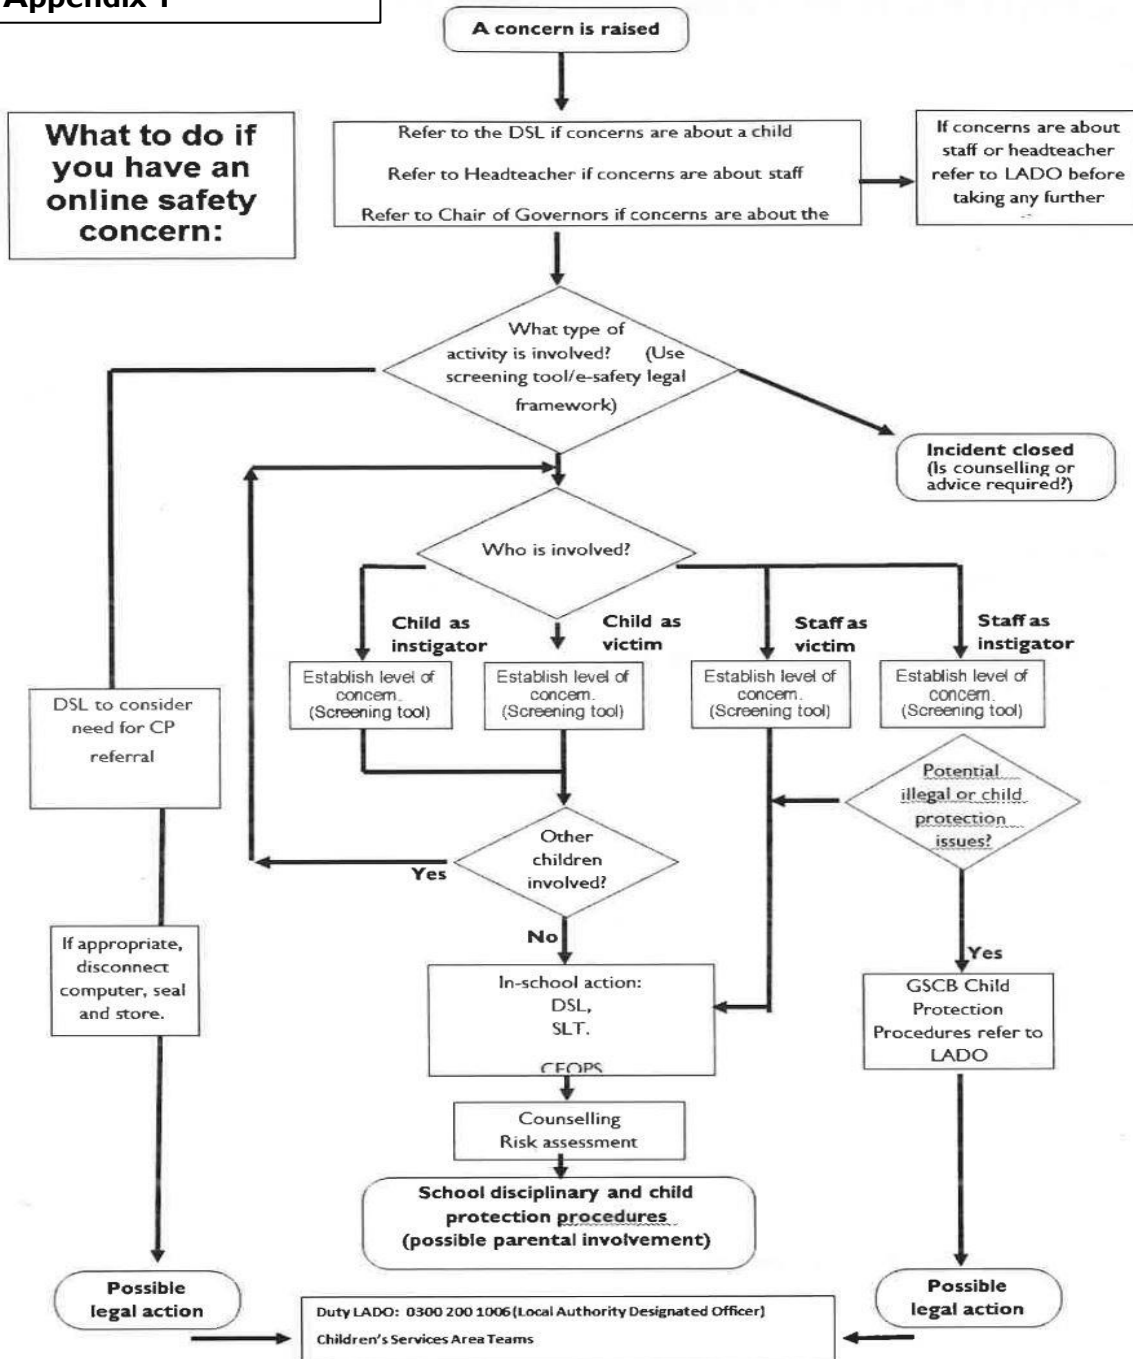 Appendix 1
A concern is raised
What to do if
you have an
online safety
concern:
Refer to the DSL if concerns are about a child
Refer to Headteacher if concerns are about staff
Refer to Chair of Governors if concerns are about the
If concerns are about
staff or headteacher
refer to LADO before
taking any further
What type of
activity is involved? (Use
screening tool/e-safety legal
framework)
Incident closed
(Is counselling or
advice required?)
Who is involved?
Child as
instigator
Child as
victim
Staff as
victim
Staff as
instigator
Establish level of
concern.
(Screening tool)
Establish level of
concern.
(Screening tool)
Establish level of
concern.
(Screening tool)
Establish level of
concern.
(Screening tool)
DSL to consider
need for CP
referral
Potential
illegal or child
protection
issues?
Other
children
involved?
Yes
No
Yes
If appropriate,
disconnect
computer, seal
and store.
In-school action:
DSL,
SLT.
CEOPS
GSCB Child
Protection
Procedures refer to
LADO
Counselling
Risk assessment
School disciplinary and child
protection procedures
(possible parental involvement)
Possible
legal action
Possible
legal action
Duty LADO: 0300 200 1006 (Local Authority Designated Officer)
Children's Services Area Teams